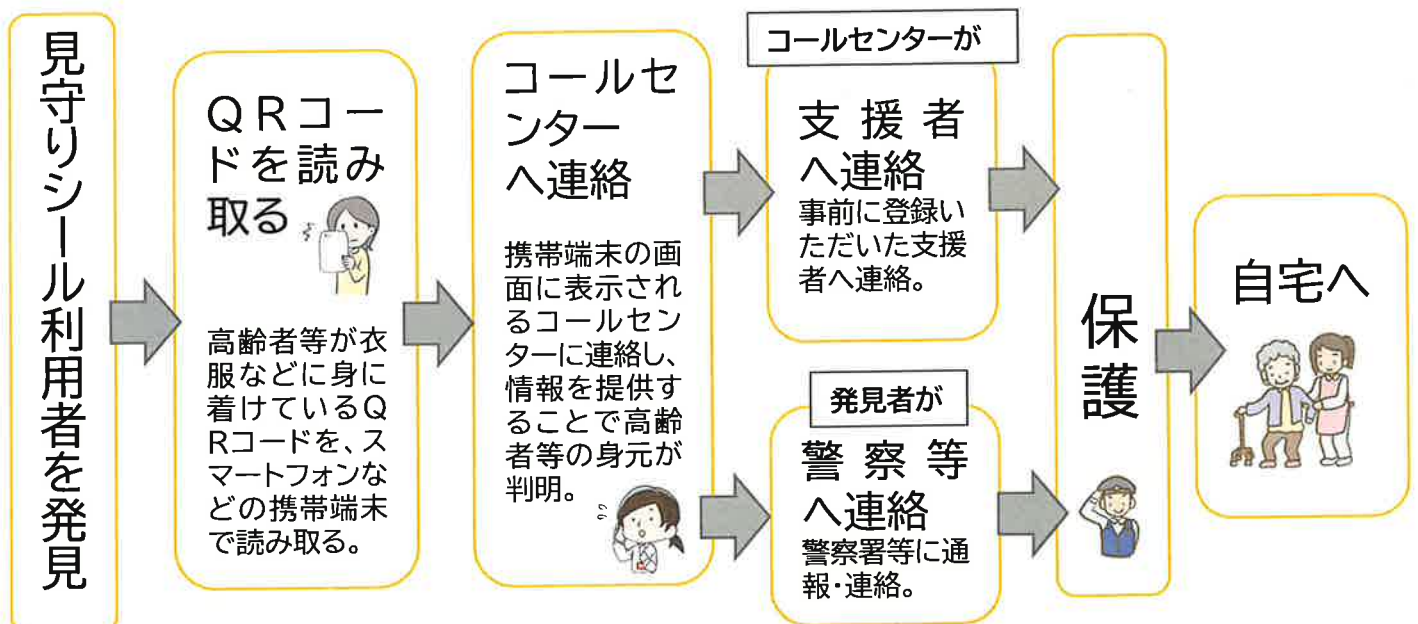 見守りシール利用者を発見
QRコー
ドを読み
取る
高齢者等が衣
服などに身に
着けているQ
Rコードを、ス
マートフォンな
どの携帯端末
で読み取る。
コールセ
ンター
へ連絡
携帯端末の画
面に表示され
るコールセン
ターに連絡し、
情報を提供す
ることで高齢
者等の身元が
判明。
コールセンターが
支援者
へ連絡
事前に登録い
ただいた支援
者へ連絡。
発見者が
警察等
へ連絡
警察署等に通
報・連絡。
保護
自宅へ